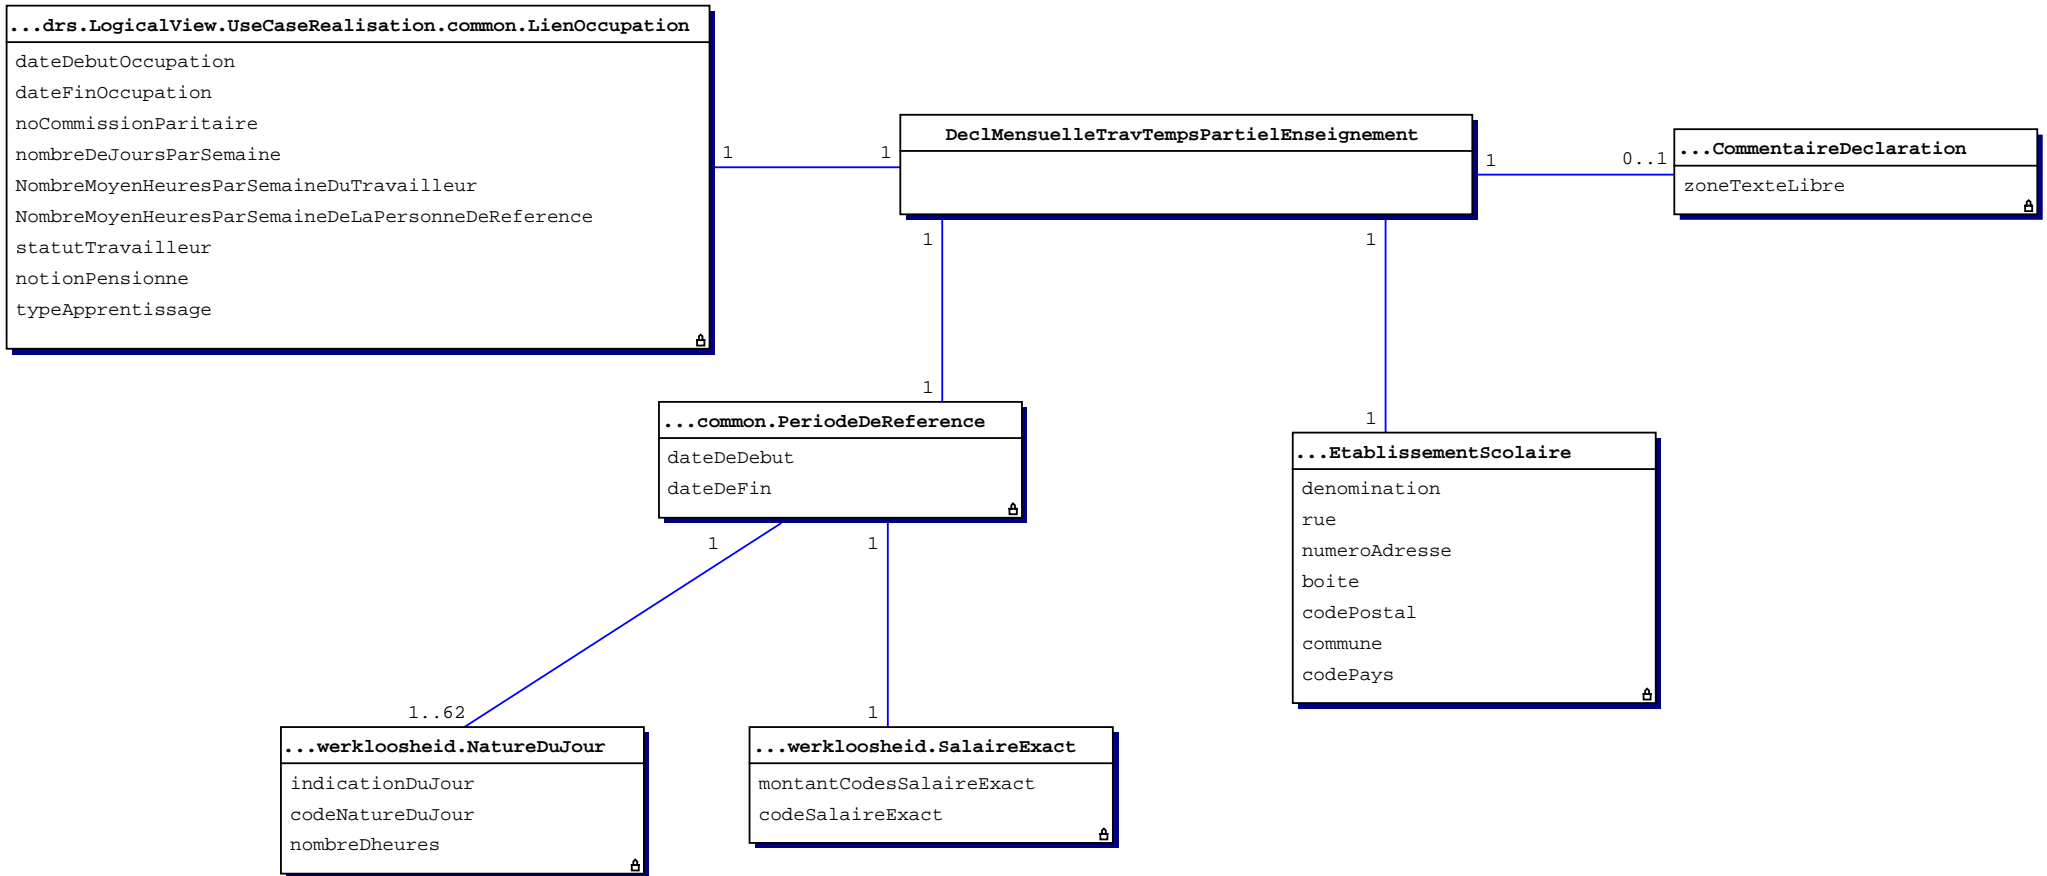 ...drs.LogicalView.UseCaseRealisation.common.LienOccupation
dateDebutOccupation
dateFinOccupation
noCommissionParitaire
nombreDeJoursParSemaine
NombreMoyenHeuresParSemaineDuTravailleur
NombreMoyenHeuresParSemaineDeLaPersonneDeReference
statutTravailleur
notionPensionne
typeApprentissage
1
1
DeclMensuelleTravTempsPartielEnseignement
1
0..1
...CommentaireDeclaration
zoneTexteLibre
1
1
1
1
...common.PeriodeDeReference
dateDeDebut
dateDeFin
...EtablissementScolaire
denomination
rue
numeroAdresse
boite
codePostal
commune
codePays
1
1
1..62
1
...werkloosheid.NatureDuJour
indicationDuJour
codeNatureDuJour
nombreDheures
...werkloosheid.SalaireExact
montantCodesSalaireExact
codeSalaireExact